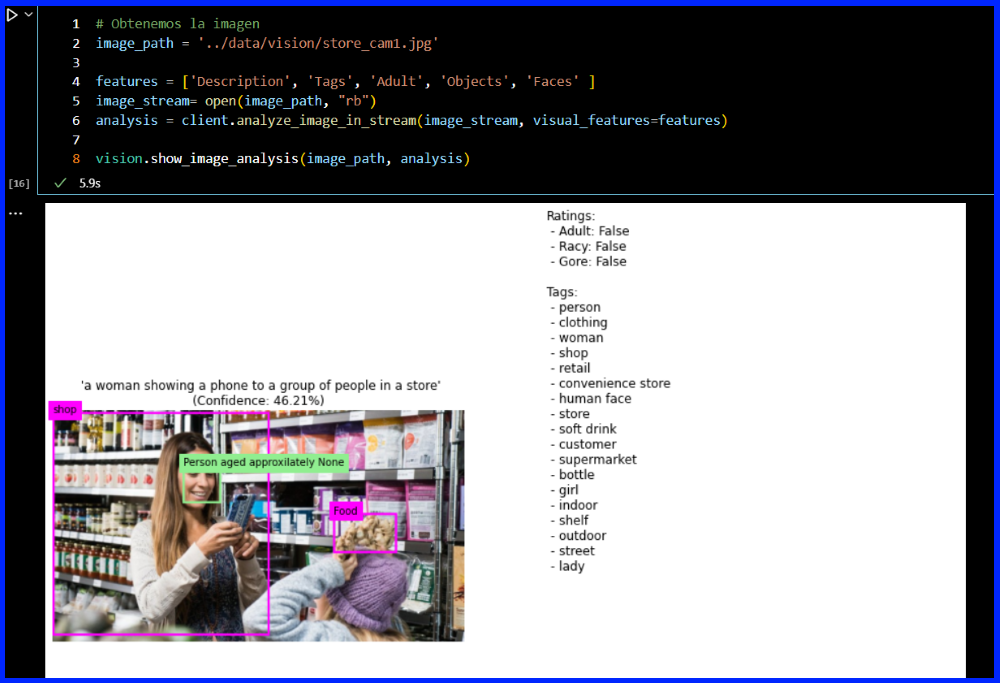 1 # Obtenemos la imagen
2 image_path = '../data/vision/store_cam1.jpg'
3
4 features = ['Description', 'Tags', 'Adult', 'Objects', 'Faces' ]
5 image_stream= open(image_path, "rb")
6 analysis = client.analyze_image_in_stream(image_stream, visual_features=features)
7
8 vision.show_image_analysis(image_path, analysis)
[16] ✓ 5.9s
...
'a woman showing a phone to a group of people in a store'
(Confidence: 46.21%)
shop
Person aged approxilately None
Food
Ratings:
- Adult: False
- Racy: False
- Gore: False
Tags:
- person
- clothing
- woman
- shop
- retail
- convenience store
- human face
- store
- soft drink
- customer
- supermarket
- bottle
- girl
- indoor
- shelf
- outdoor
- street
- lady